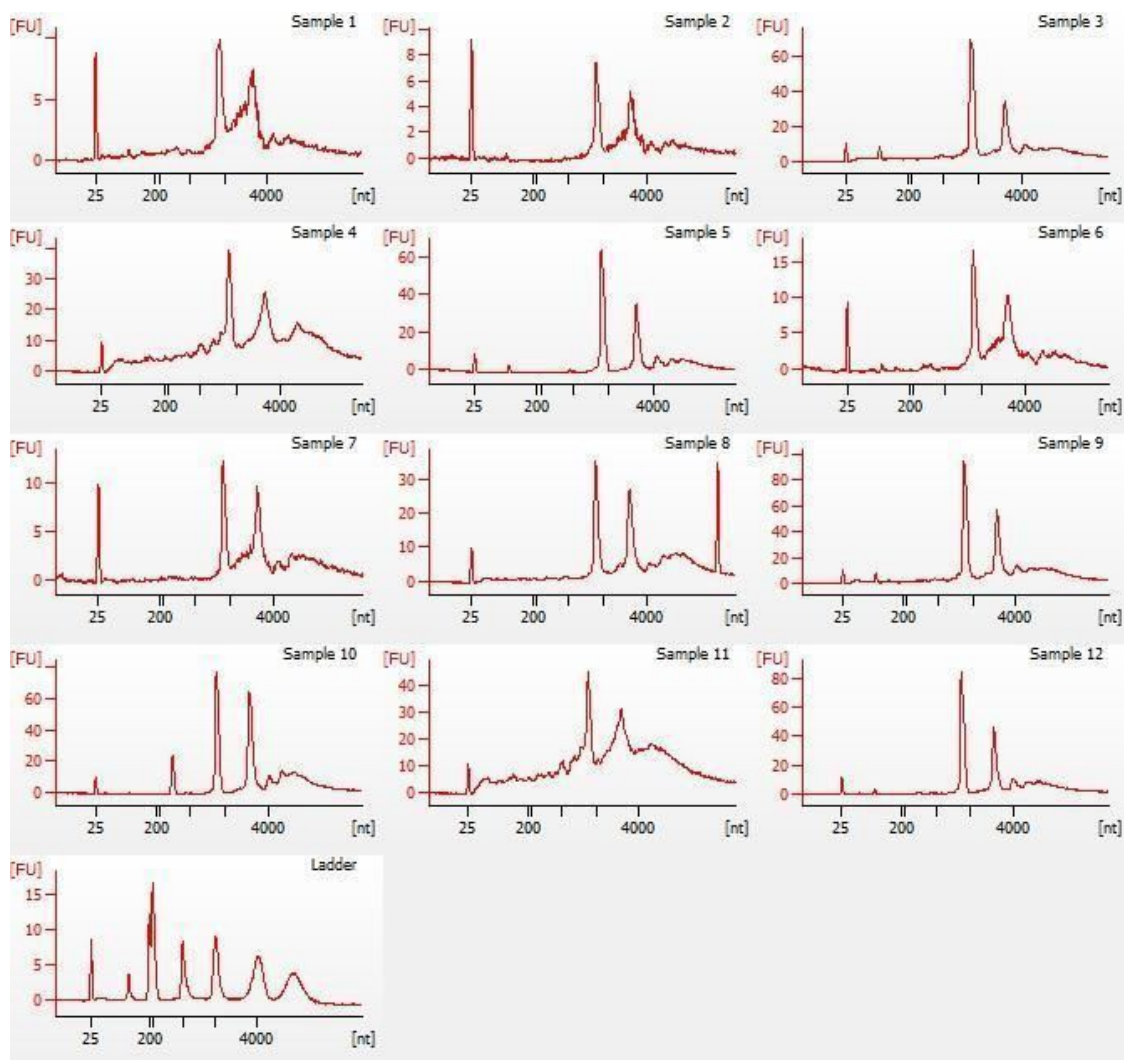 [FU] Sample 1
5
0
25 200 4000 [nt]
[FU] Sample 2
8
6
4
2
0
25 200 4000 [nt]
[FU] Sample 3
60
40
20
0
25 200 4000 [nt]
[FU] Sample 4
30
20
10
0
25 200 4000 [nt]
[FU] Sample 5
60
40
20
0
25 200 4000 [nt]
[FU] Sample 6
15
10
5
0
25 200 4000 [nt]
[FU] Sample 7
10
5
0
25 200 4000 [nt]
[FU] Sample 8
30
20
10
0
25 200 4000 [nt]
[FU] Sample 9
80
60
40
20
0
25 200 4000 [nt]
[FU] Sample 10
60
40
20
0
25 200 4000 [nt]
[FU] Sample 11
40
30
20
10
0
25 200 4000 [nt]
[FU] Sample 12
80
60
40
20
0
25 200 4000 [nt]
[FU] Ladder
15
10
5
0
25 200 4000 [nt]